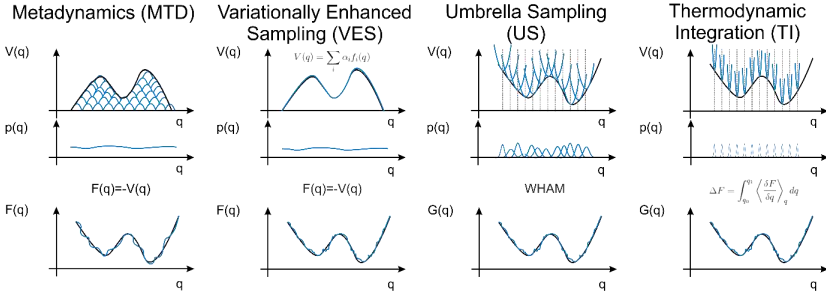 Metadynamics (MTD)
V(q)
q
p(q)
q
F(q)=-V(q)
F(q)
q
Variationally Enhanced
Sampling (VES)
V(q)
V(q) = ∑_i α_i f_i(q)
q
p(q)
q
F(q)=-V(q)
F(q)
q
Umbrella Sampling
(US)
V(q)
q
p(q)
q
WHAM
G(q)
q
Thermodynamic
Integration (TI)
V(q)
q
p(q)
q
ΔF = ∫_{q_0}^{q_1} ⟨δF/δq⟩_q dq
G(q)
q